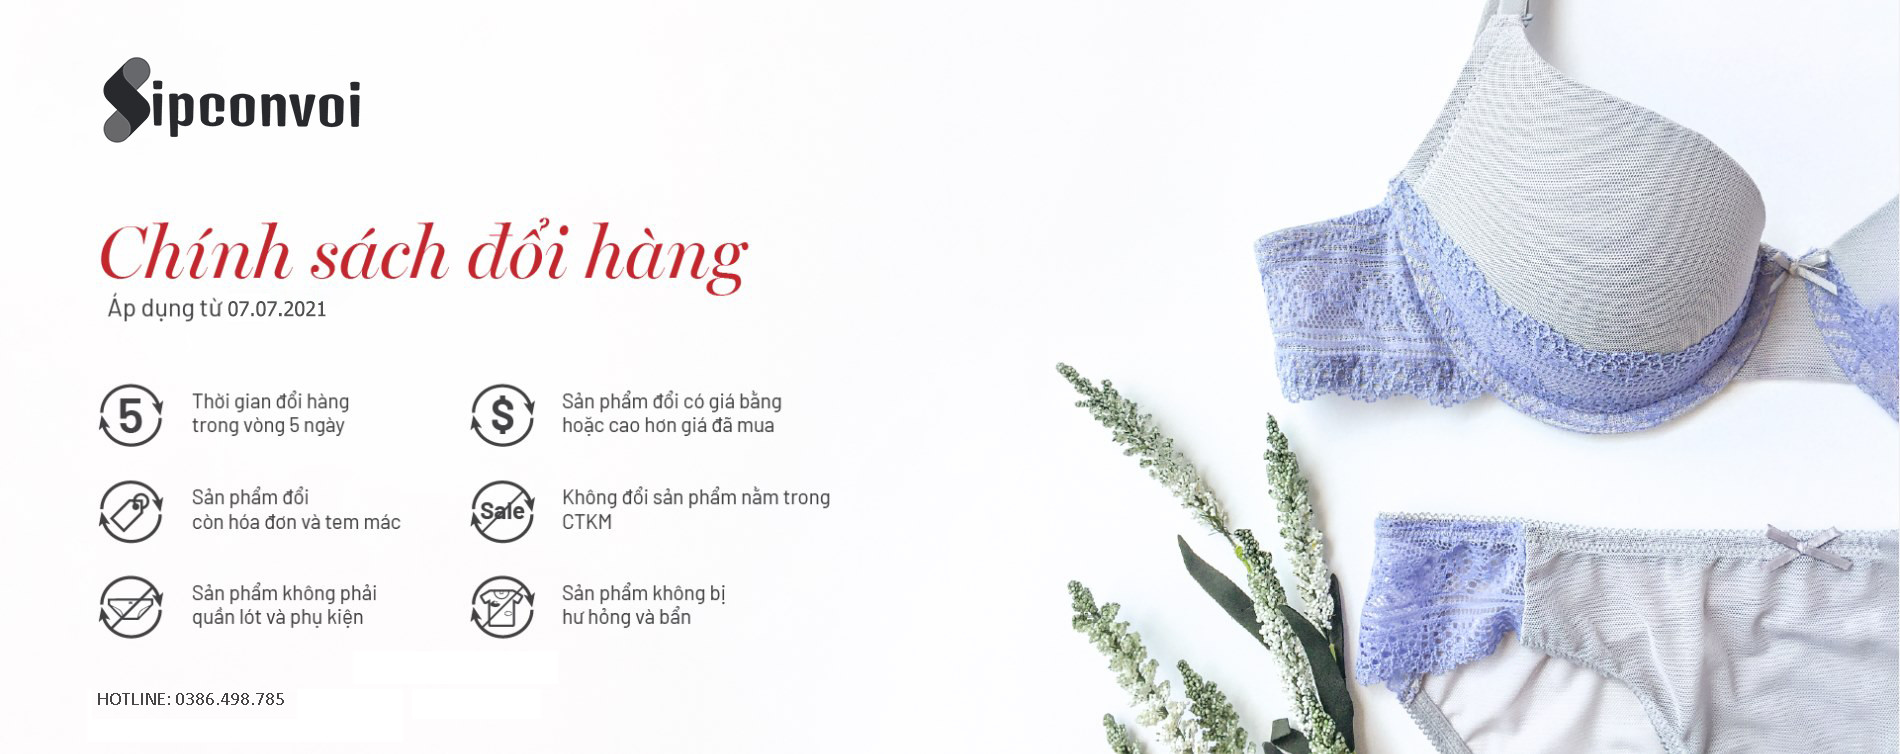 Sipconvoi
Chính sách đổi hàng
Áp dụng từ 07.07.2021
5
Thời gian đổi hàng
trong vòng 5 ngày
$
Sản phẩm đổi có giá bằng
hoặc cao hơn giá đã mua
Sản phẩm đổi
còn hóa đơn và tem mác
Sale
Không đổi sản phẩm nằm trong
CTKM
Sản phẩm không phải
quần lót và phụ kiện
Sản phẩm không bị
hư hỏng và bẩn
HOTLINE: 0386.498.785